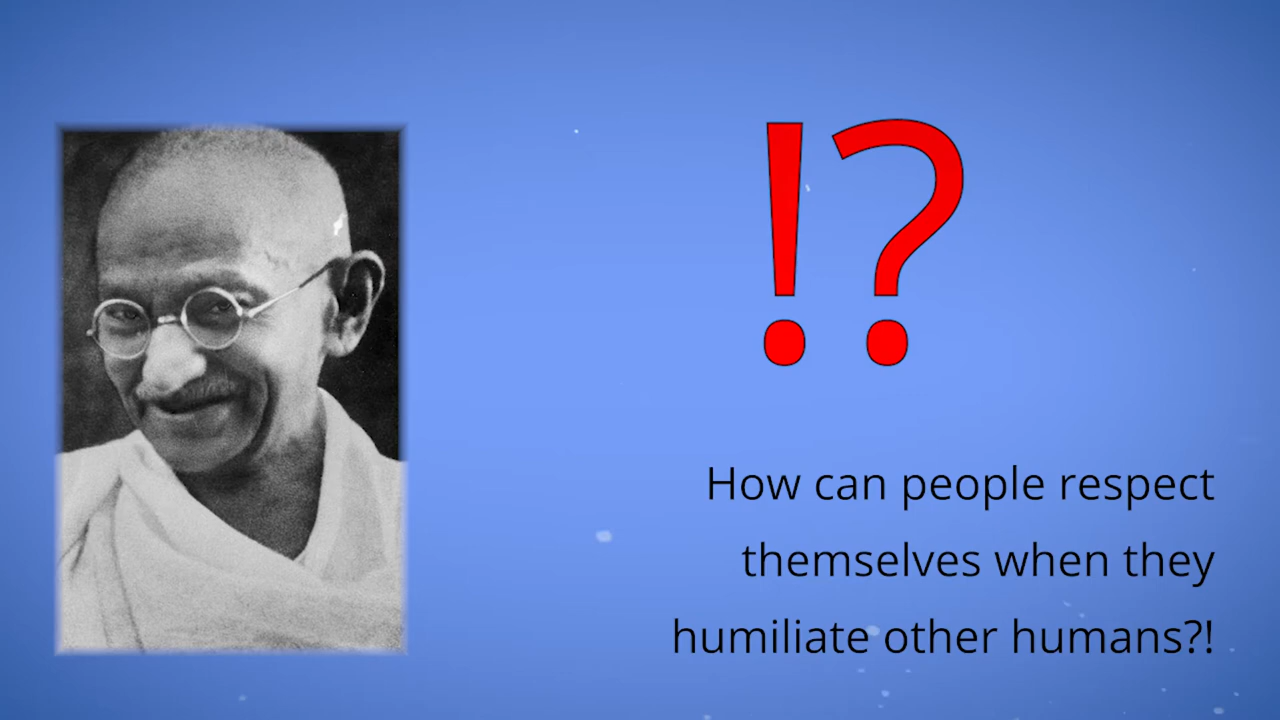 !?
How can people respect
themselves when they
humiliate other humans?!